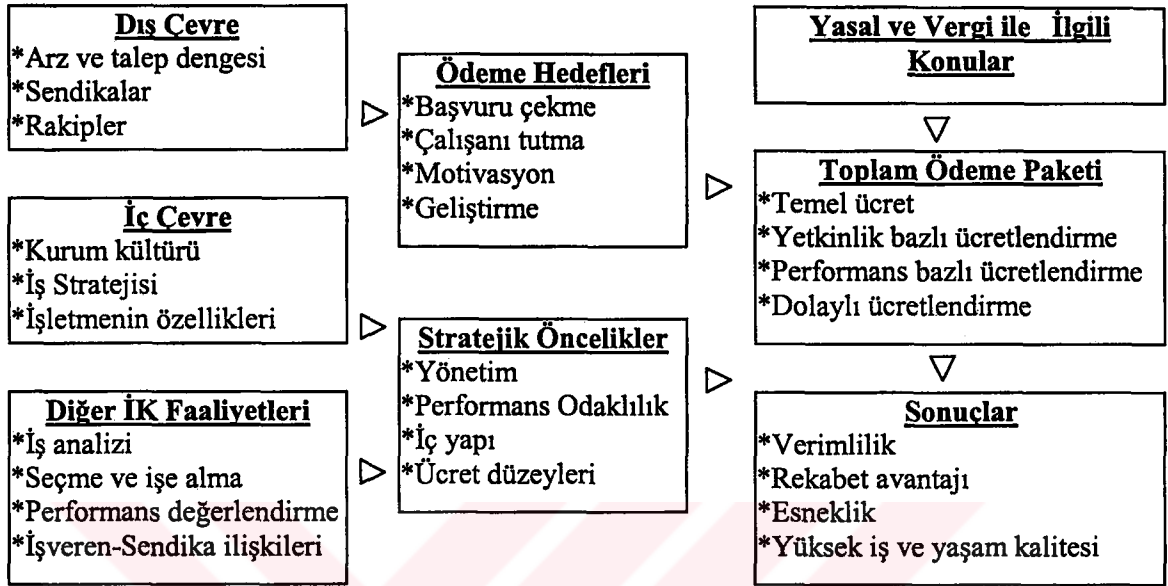 Dış Çevre
*Arz ve talep dengesi
*Sendikalar
*Rakipler
İç Çevre
*Kurum kültürü
*İş Stratejisi
*İşletmenin özellikleri
Diğer İK Faaliyetleri
*İş analizi
*Seçme ve işe alma
*Performans değerlendirme
*İşveren-Sendika ilişkileri
Ödeme Hedefleri
*Başvuru çekme
*Çalışanı tutma
*Motivasyon
*Geliştirme
Stratejik Öncelikler
*Yönetim
*Performans Odaklılık
*İç yapı
*Ücret düzeyleri
Yasal ve Vergi ile İlgili
Konular
Toplam Ödeme Paketi
*Temel ücret
*Yetkinlik bazlı ücretlendirme
*Performans bazlı ücretlendirme
*Dolaylı ücretlendirme
Sonuçlar
*Verimlilik
*Rekabet avantajı
*Esneklik
*Yüksek iş ve yaşam kalitesi